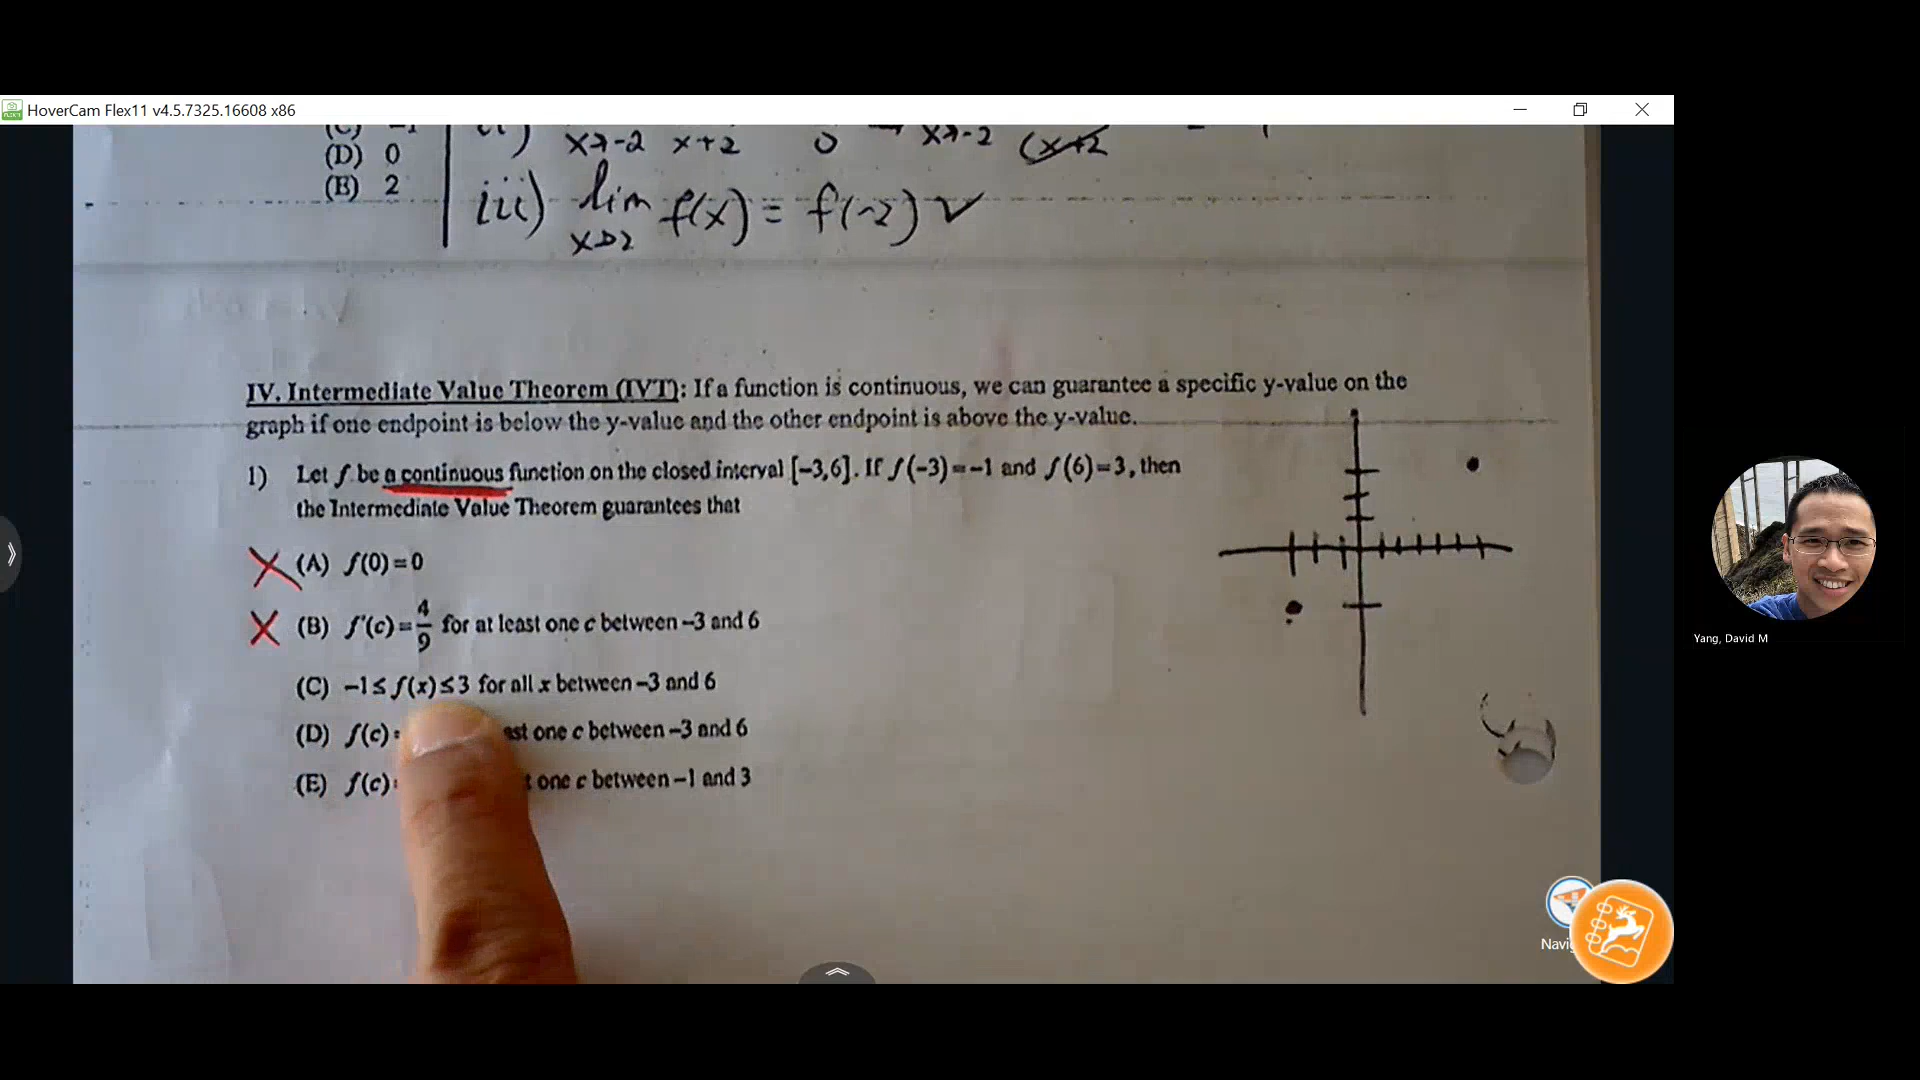 HoverCam Flex11 v4.5.7325.16608 x86
x→-2 x+2 0 x→-2 (x+2
(D) 0
(E) 2
iii) lim f(x) = f(-2) ✓
x→2
IV. Intermediate Value Theorem (IVT): If a function is continuous, we can guarantee a specific y-value on the
graph if one endpoint is below the y-value and the other endpoint is above the y-value.
1) Let f be a continuous function on the closed interval [−3,6]. If f(−3)=−1 and f(6)=3, then
the Intermediate Value Theorem guarantees that
(A) f(0)=0
(B) f′(c)=4/9 for at least one c between −3 and 6
(C) −1≤f(x)≤3 for all x between −3 and 6
(D) f(c) one c between −3 and 6
(E) f(c) one c between −1 and 3
Yang, David M